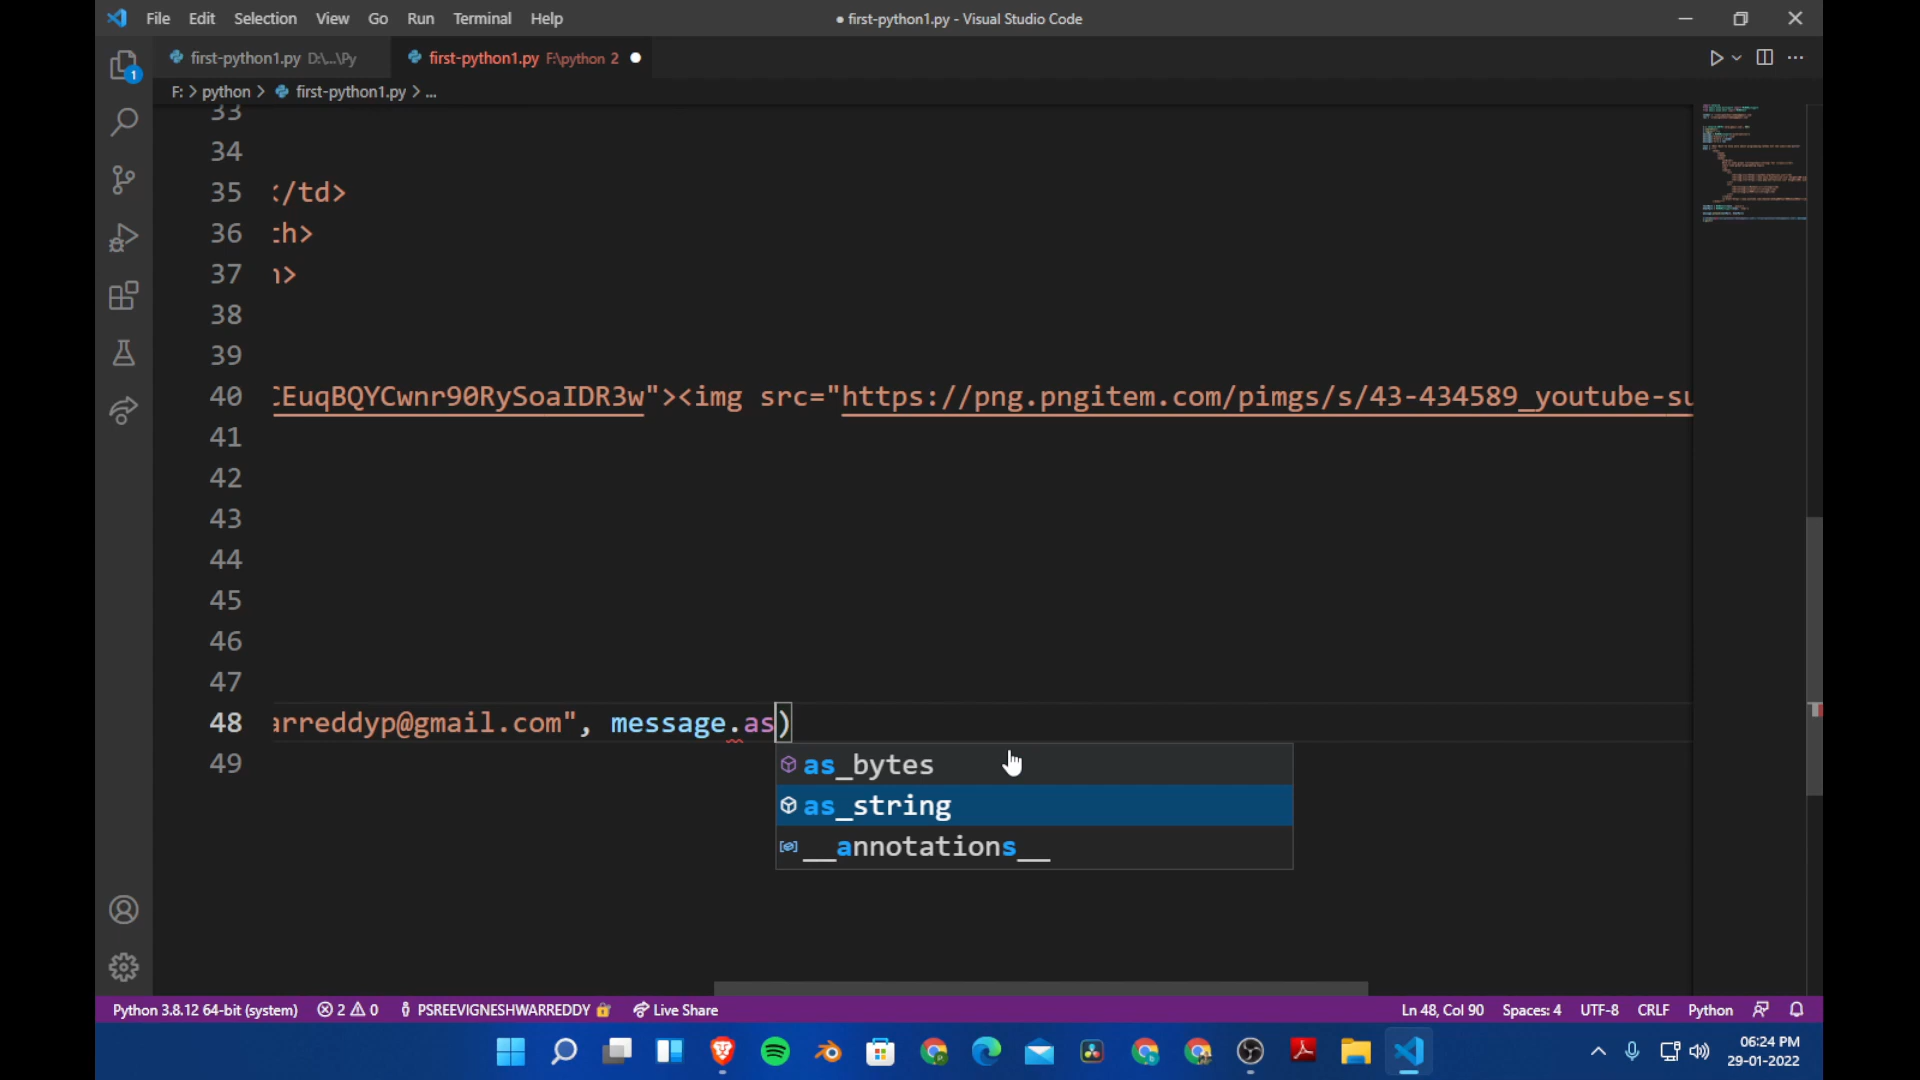 File Edit Selection View Go Run Terminal Help
● first-python1.py - Visual Studio Code
first-python1.py D:\...\Py
first-python1.py F:\python 2
1
F: > python > first-python1.py > ...
33
34
35 </td>
36 th>
37 h>
38
39
40 CEuqBQYCwnr90RySoaIDR3w"><img src="https://png.pngitem.com/pimgs/s/43-434589_youtube-su
41
42
43
44
45
46
47
48 arreddyp@gmail.com", message.as)
as_bytes
as_string
__annotations__
49
Python 3.8.12 64-bit (system) 2 0 PSREEVIGNESHWARREDDY Live Share Ln 48, Col 90 Spaces: 4 UTF-8 CRLF Python
06:24 PM
29-01-2022